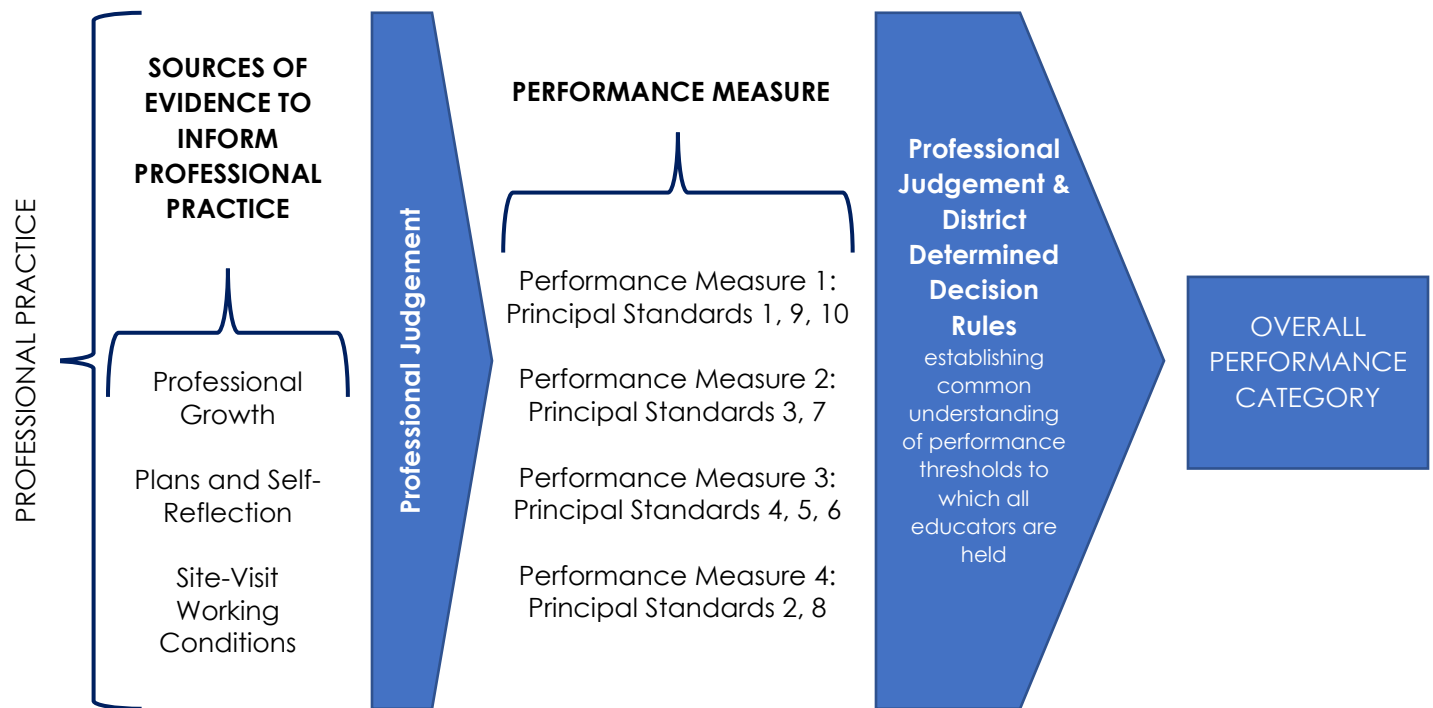 PROFESSIONAL PRACTICE
SOURCES OF
EVIDENCE TO
INFORM
PROFESSIONAL
PRACTICE
Professional
Growth
Plans and Self-
Reflection
Site-Visit
Working
Conditions
Professional Judgement
PERFORMANCE MEASURE
Performance Measure 1:
Principal Standards 1, 9, 10
Performance Measure 2:
Principal Standards 3, 7
Performance Measure 3:
Principal Standards 4, 5, 6
Performance Measure 4:
Principal Standards 2, 8
Professional
Judgement &
District
Determined
Decision
Rules
establishing
common
understanding
of performance
thresholds to
which all
educators are
held
OVERALL
PERFORMANCE
CATEGORY